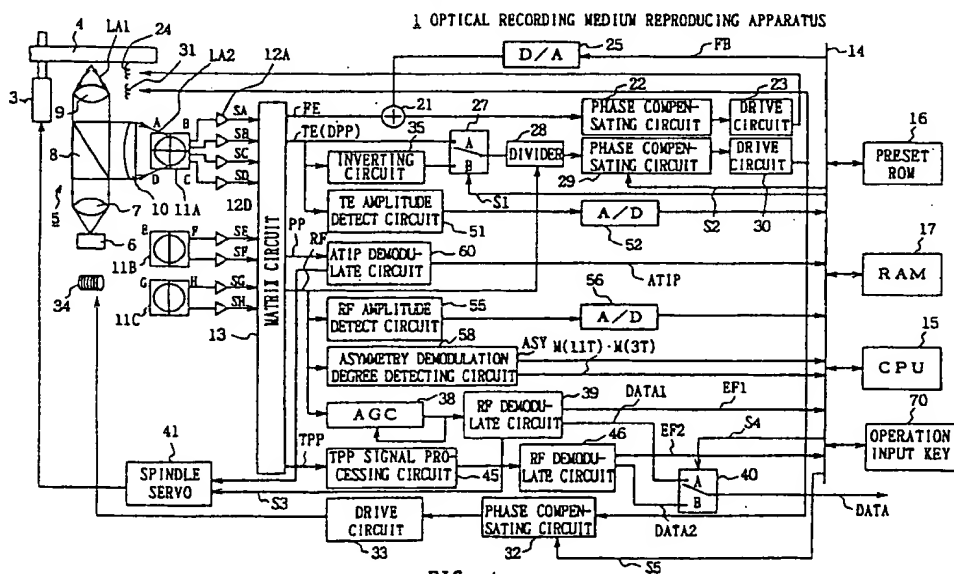 1 OPTICAL RECORDING MEDIUM REPRODUCING APPARATUS
4
LA1
24
31
LA2
12A
3
9
8
5
7
10
11A
6
11B
34
11C
A
B
D
C
E
F
G
H
SA
SB
SC
SD
12D
SE
SF
SG
SH
MATRIX CIRCUIT
13
FE
TE(DPP)
PP
RF
TPP
D/A
25
FB
14
21
22
PHASE COMPEN-
SATING CIRCUIT
23
DRIVE CIRCUIT
27
A
B
S1
35
INVERTING
CIRCUIT
28
DIVIDER
PHASE COMPEN-
SATING CIRCUIT
29
DRIVE
CIRCUIT
30
S2
TE AMPLITUDE
DETECT CIRCUIT
51
A/D
52
ATIP DEMODU-
LATE CIRCUIT
60
ATIP
RF AMPLITUDE
DETECT CIRCUIT
55
56
A/D
58
ASYMMETRY DEMODULATION
DEGREE DETECTING CIRCUIT
ASY
M(11T)·M(3T)
38
AGC
39
RF DEMODU-
LATE CIRCUIT
DATA1
EF1
46
EF2
S4
TPP SIGNAL PRO-
CESSING CIRCUIT
45
RF DEMODU-
LATE CIRCUIT
A
B
40
DATA
DATA2
41
SPINDLE
SERVO
S3
DRIVE
CIRCUIT
33
PHASE COMPEN-
SATING CIRCUIT
32
S5
16
PRESET
ROM
17
RAM
15
CPU
70
OPERATION
INPUT KEY